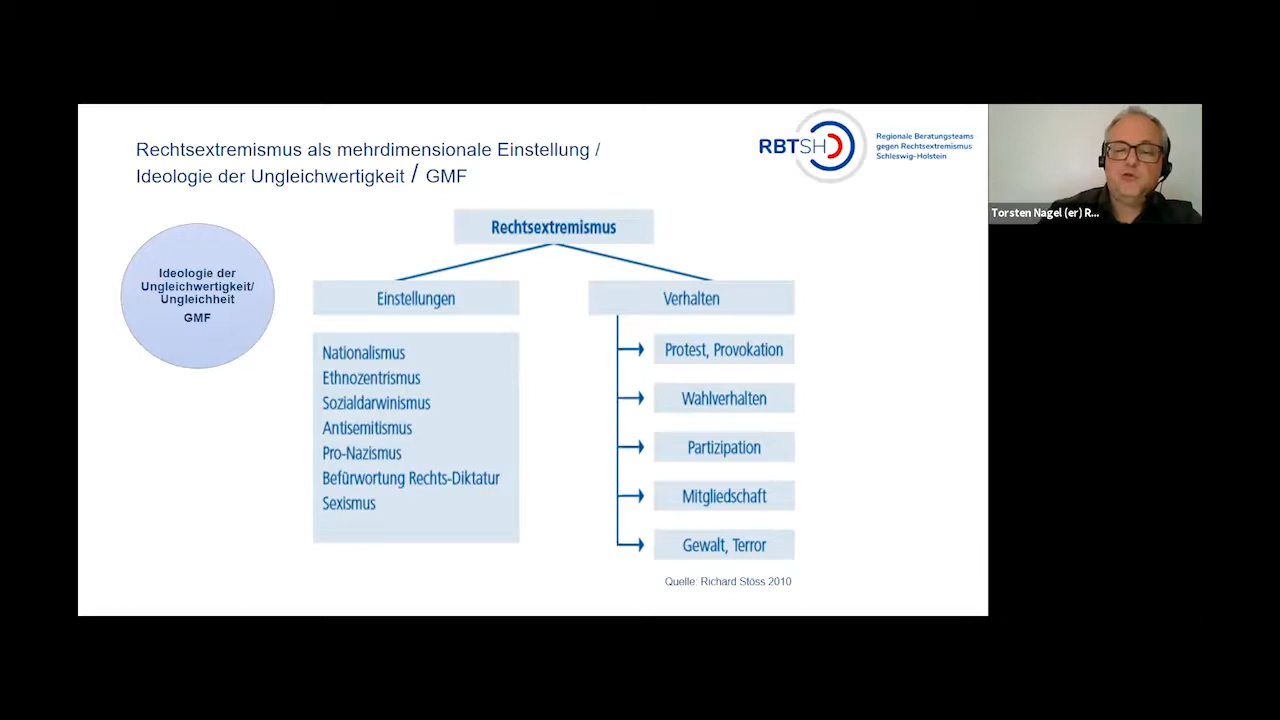 Rechtsextremismus als mehrdimensionale Einstellung /
Ideologie der Ungleichwertigkeit / GMF
RBTSH
Regionale Beratungsteams
gegen Rechtsextremismus
Schleswig-Holstein
Torsten Nagel (er) R...
Ideologie der
Ungleichwertigkeit/
Ungleichheit
GMF
Rechtsextremismus
Einstellungen
Nationalismus
Ethnozentrismus
Sozialdarwinismus
Antisemitismus
Pro-Nazismus
Befürwortung Rechts-Diktatur
Sexismus
Verhalten
Protest, Provokation
Wahlverhalten
Partizipation
Mitgliedschaft
Gewalt, Terror
Quelle: Richard Stöss 2010